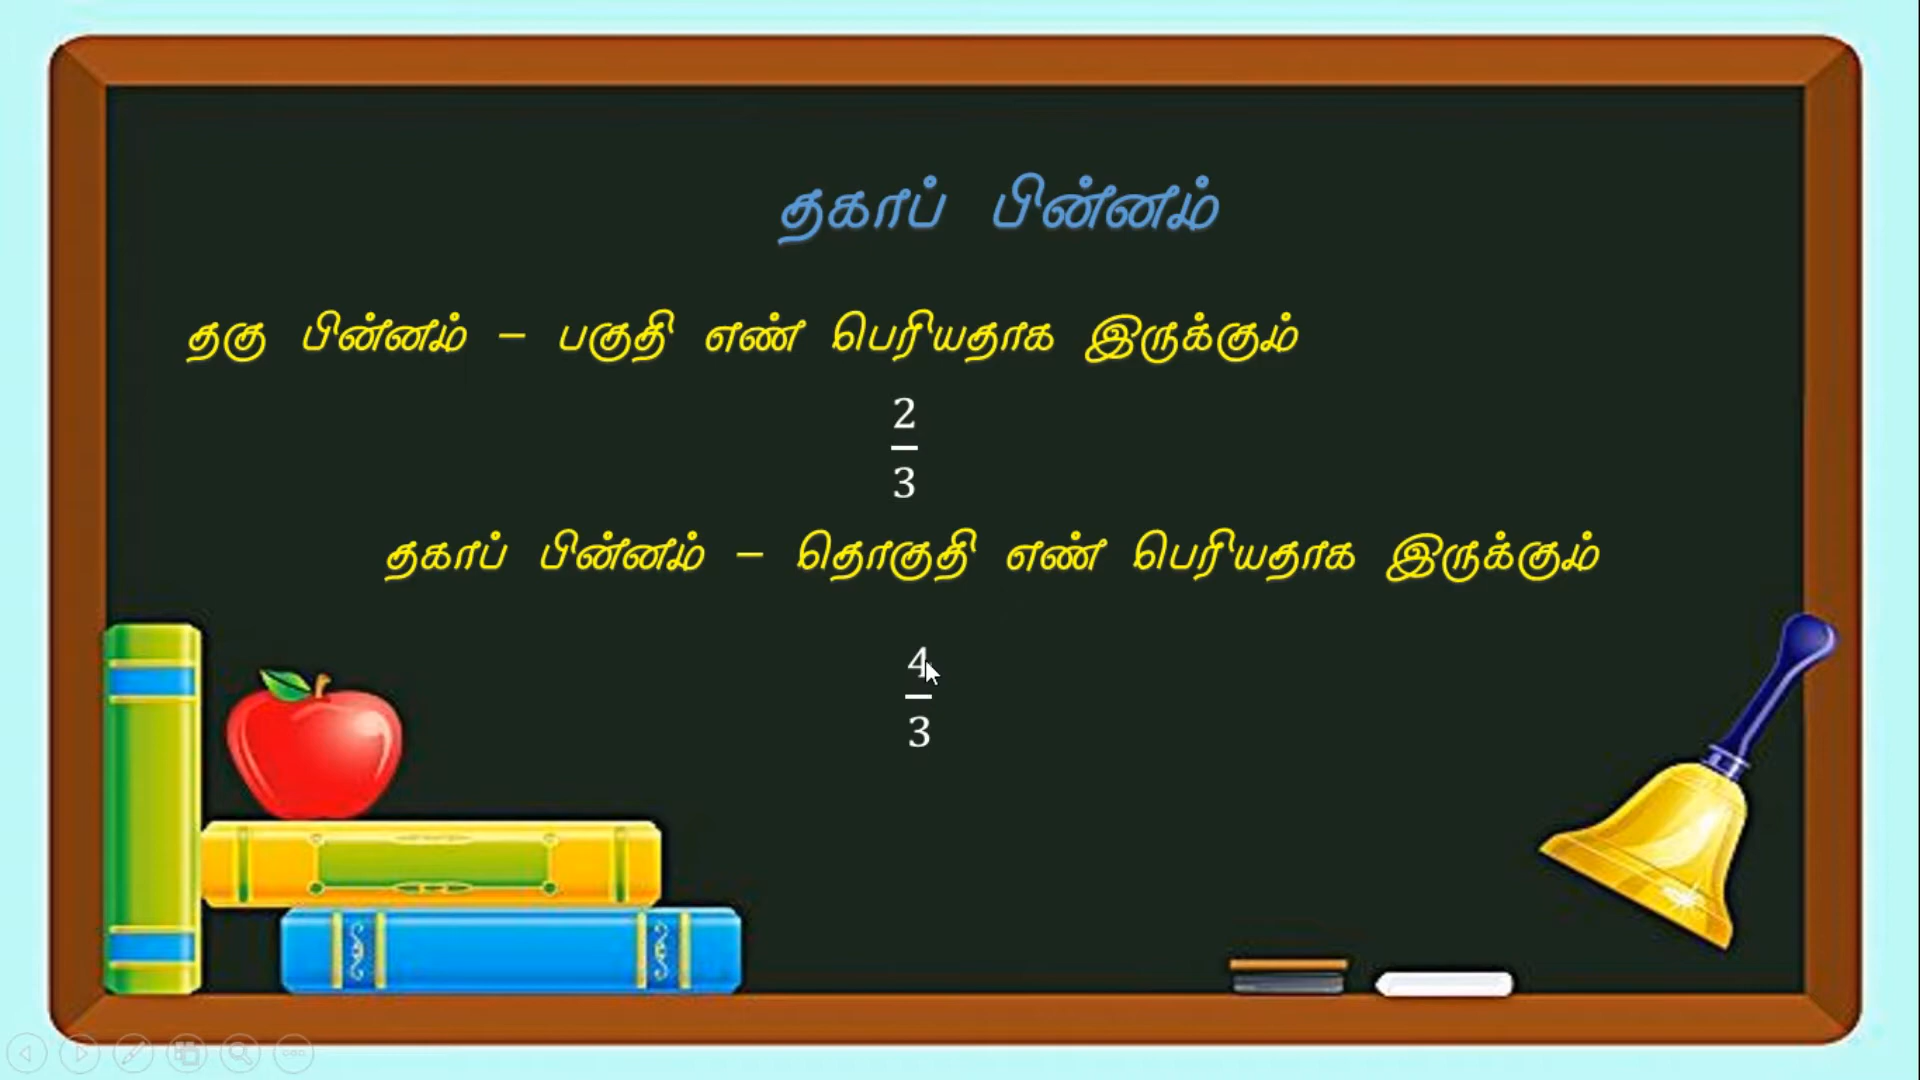 தகாப் பின்னம்
தகு பின்னம் – பகுதி எண் பெரியதாக இருக்கும்
2
3
தகாப் பின்னம் – தொகுதி எண் பெரியதாக இருக்கும்
4
3